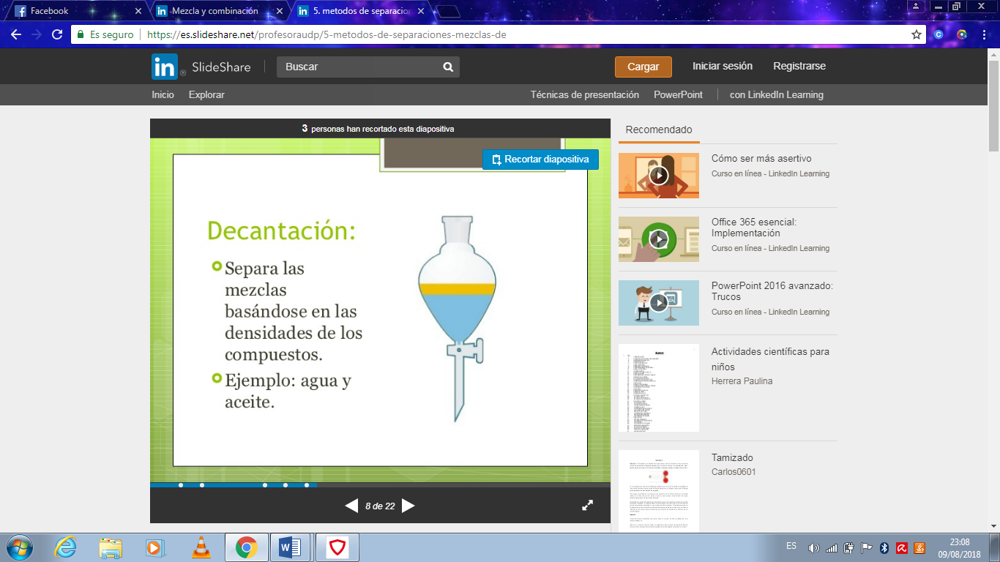 Facebook
Mezcla y combinación
5. metodos de separacion
Es seguro
https://es.slideshare.net/profesoraudp/5-metodos-de-separaciones-mezclas-de
in SlideShare
Buscar
Cargar
Iniciar sesión
Registrarse
Inicio
Explorar
Técnicas de presentación
PowerPoint
con LinkedIn Learning
3 personas han recortado esta diapositiva
Recortar diapositiva
Decantación:
Separa las
mezclas
basándose en las
densidades de los
compuestos.
Ejemplo: agua y
aceite.
8 de 22
Recomendado
Cómo ser más asertivo
Curso en línea - LinkedIn Learning
Office 365 esencial:
Implementación
Curso en línea - LinkedIn Learning
PowerPoint 2016 avanzado:
Trucos
Curso en línea - LinkedIn Learning
Actividades científicas para
niños
Herrera Paulina
Tamizado
Carlos0601
ES
23:08
09/08/2018